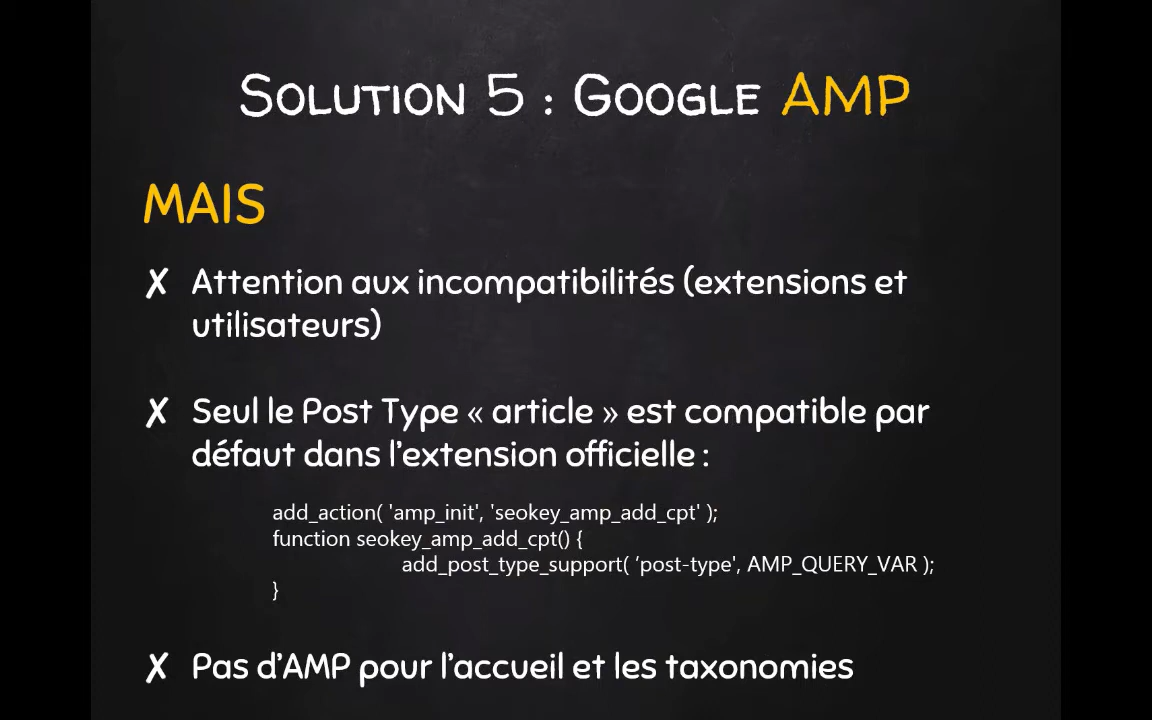 SOLUTION 5 : GOOGLE AMP
MAIS
✗ Attention aux incompatibilités (extensions et
utilisateurs)
✗ Seul le Post Type « article » est compatible par
défaut dans l’extension officielle :
add_action( 'amp_init', 'seokey_amp_add_cpt' );
function seokey_amp_add_cpt() {
add_post_type_support( ‘post-type', AMP_QUERY_VAR );
}
✗ Pas d’AMP pour l’accueil et les taxonomies